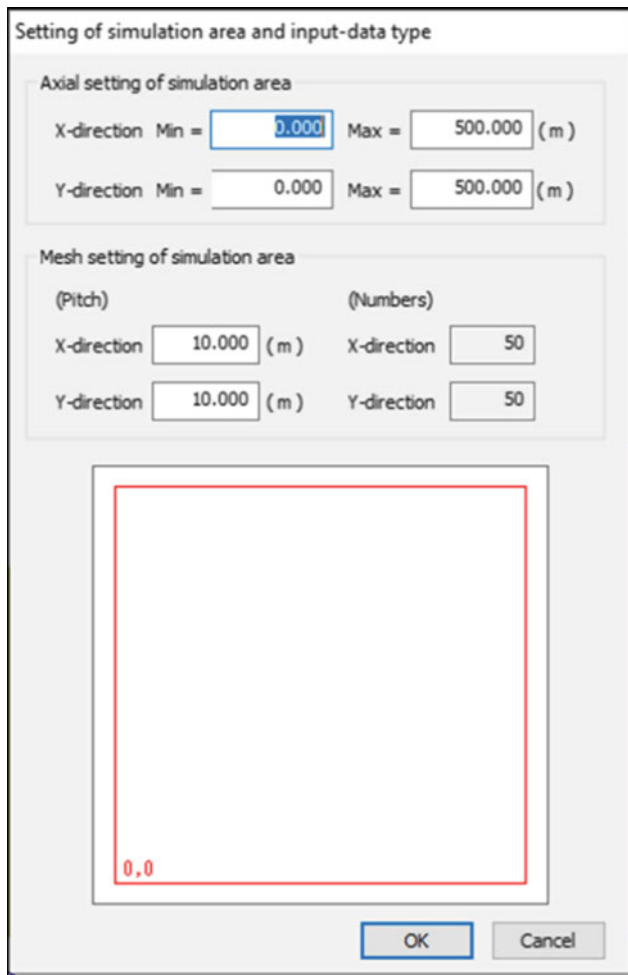 Setting of simulation area and input-data type
Axial setting of simulation area
X-direction Min = 0.000 Max = 500.000 (m)
Y-direction Min = 0.000 Max = 500.000 (m)
Mesh setting of simulation area
(Pitch) (Numbers)
X-direction 10.000 (m) X-direction 50
Y-direction 10.000 (m) Y-direction 50
0,0
OK Cancel